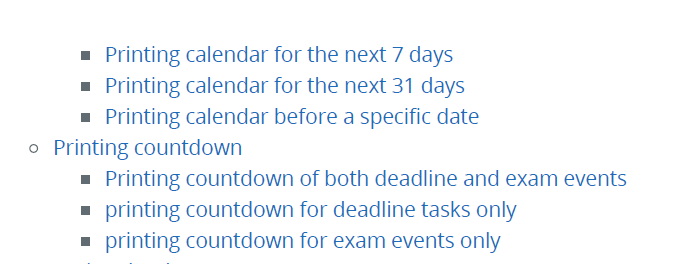 Printing calendar for the next 7 days
Printing calendar for the next 31 days
Printing calendar before a specific date
Printing countdown
Printing countdown of both deadline and exam events
printing countdown for deadline tasks only
printing countdown for exam events only